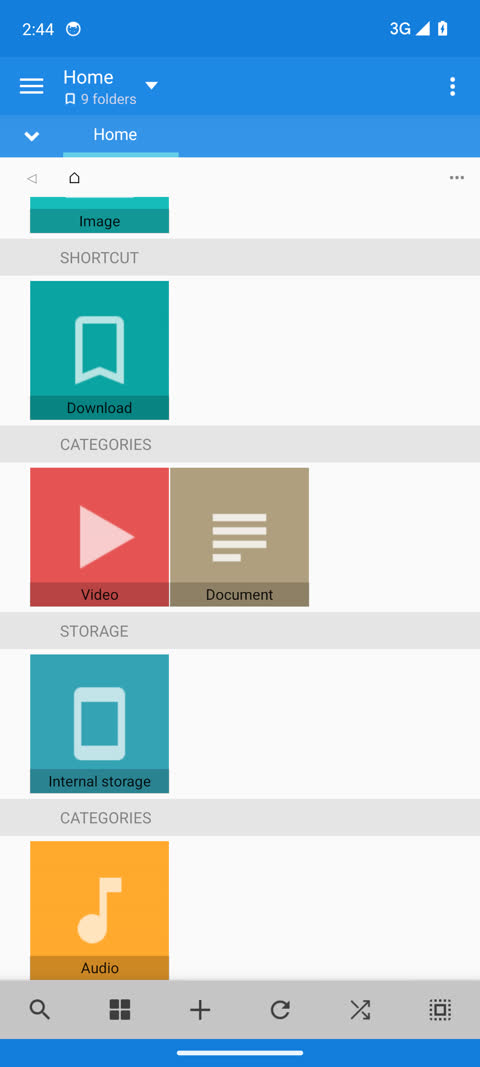 2:44
3G
Home
9 folders
Home
Image
SHORTCUT
Download
CATEGORIES
Video
Document
STORAGE
Internal storage
CATEGORIES
Audio